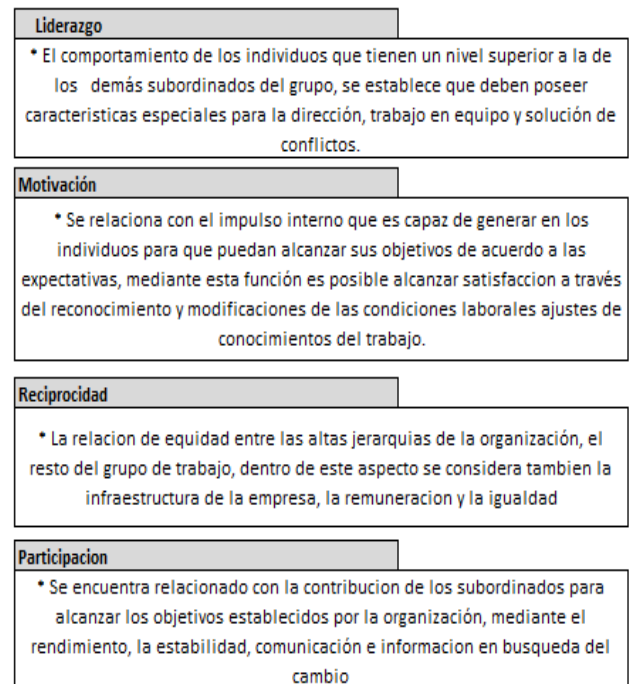 Liderazgo
* El comportamiento de los individuos que tienen un nivel superior a la de
los demás subordinados del grupo, se establece que deben poseer
caracteristicas especiales para la dirección, trabajo en equipo y solución de
conflictos.
Motivación
* Se relaciona con el impulso interno que es capaz de generar en los
individuos para que puedan alcanzar sus objetivos de acuerdo a las
expectativas, mediante esta función es posible alcanzar satisfaccion a través
del reconocimiento y modificaciones de las condiciones laborales ajustes de
conocimientos del trabajo.
Reciprocidad
* La relacion de equidad entre las altas jerarquias de la organización, el
resto del grupo de trabajo, dentro de este aspecto se considera tambien la
infraestructura de la empresa, la remuneracion y la igualdad
Participacion
* Se encuentra relacionado con la contribucion de los subordinados para
alcanzar los objetivos establecidos por la organización, mediante el
rendimiento, la estabilidad, comunicación e informacion en busqueda del
cambio